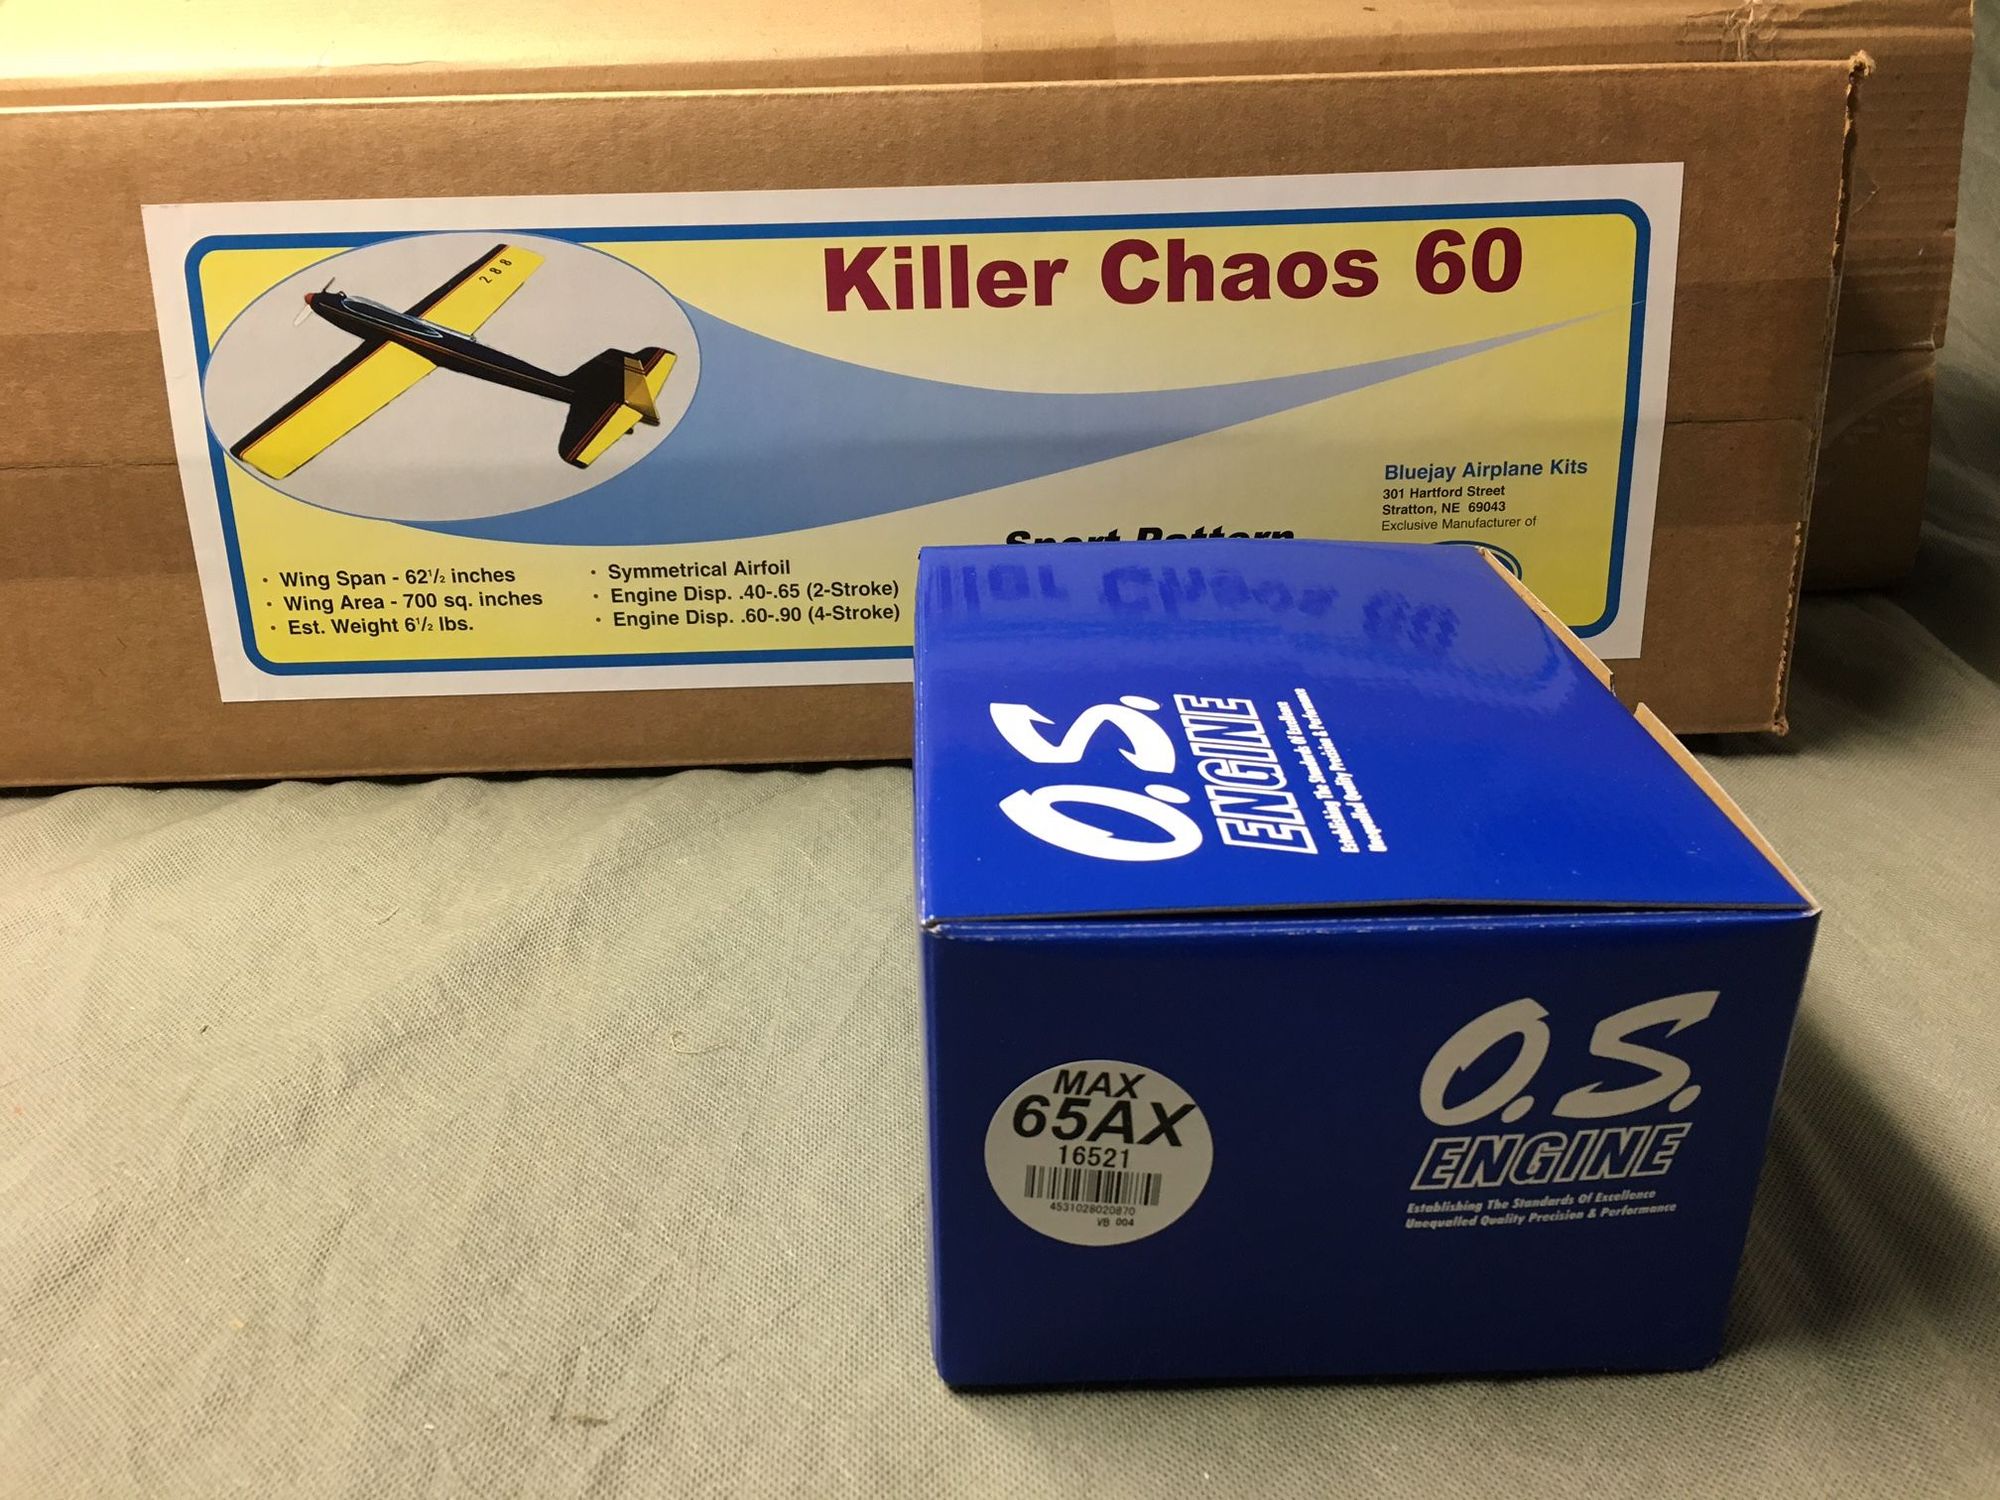 288
Killer Chaos 60
Bluejay Airplane Kits
301 Hartford Street
Stratton, NE 69043
Exclusive Manufacturer of
Sport Pattern
• Wing Span - 62½ inches
• Wing Area - 700 sq. inches
• Est. Weight 6½ lbs.
• Symmetrical Airfoil
• Engine Disp. .40-.65 (2-Stroke)
• Engine Disp. .60-.90 (4-Stroke)
O.S.
ENGINE
Establishing The Standards Of Excellence
Unequalled Quality Precision & Performance
MAX
65AX
16521
4531028020870
VB 004
O.S.
ENGINE
Establishing The Standards Of Excellence
Unequalled Quality Precision & Performance